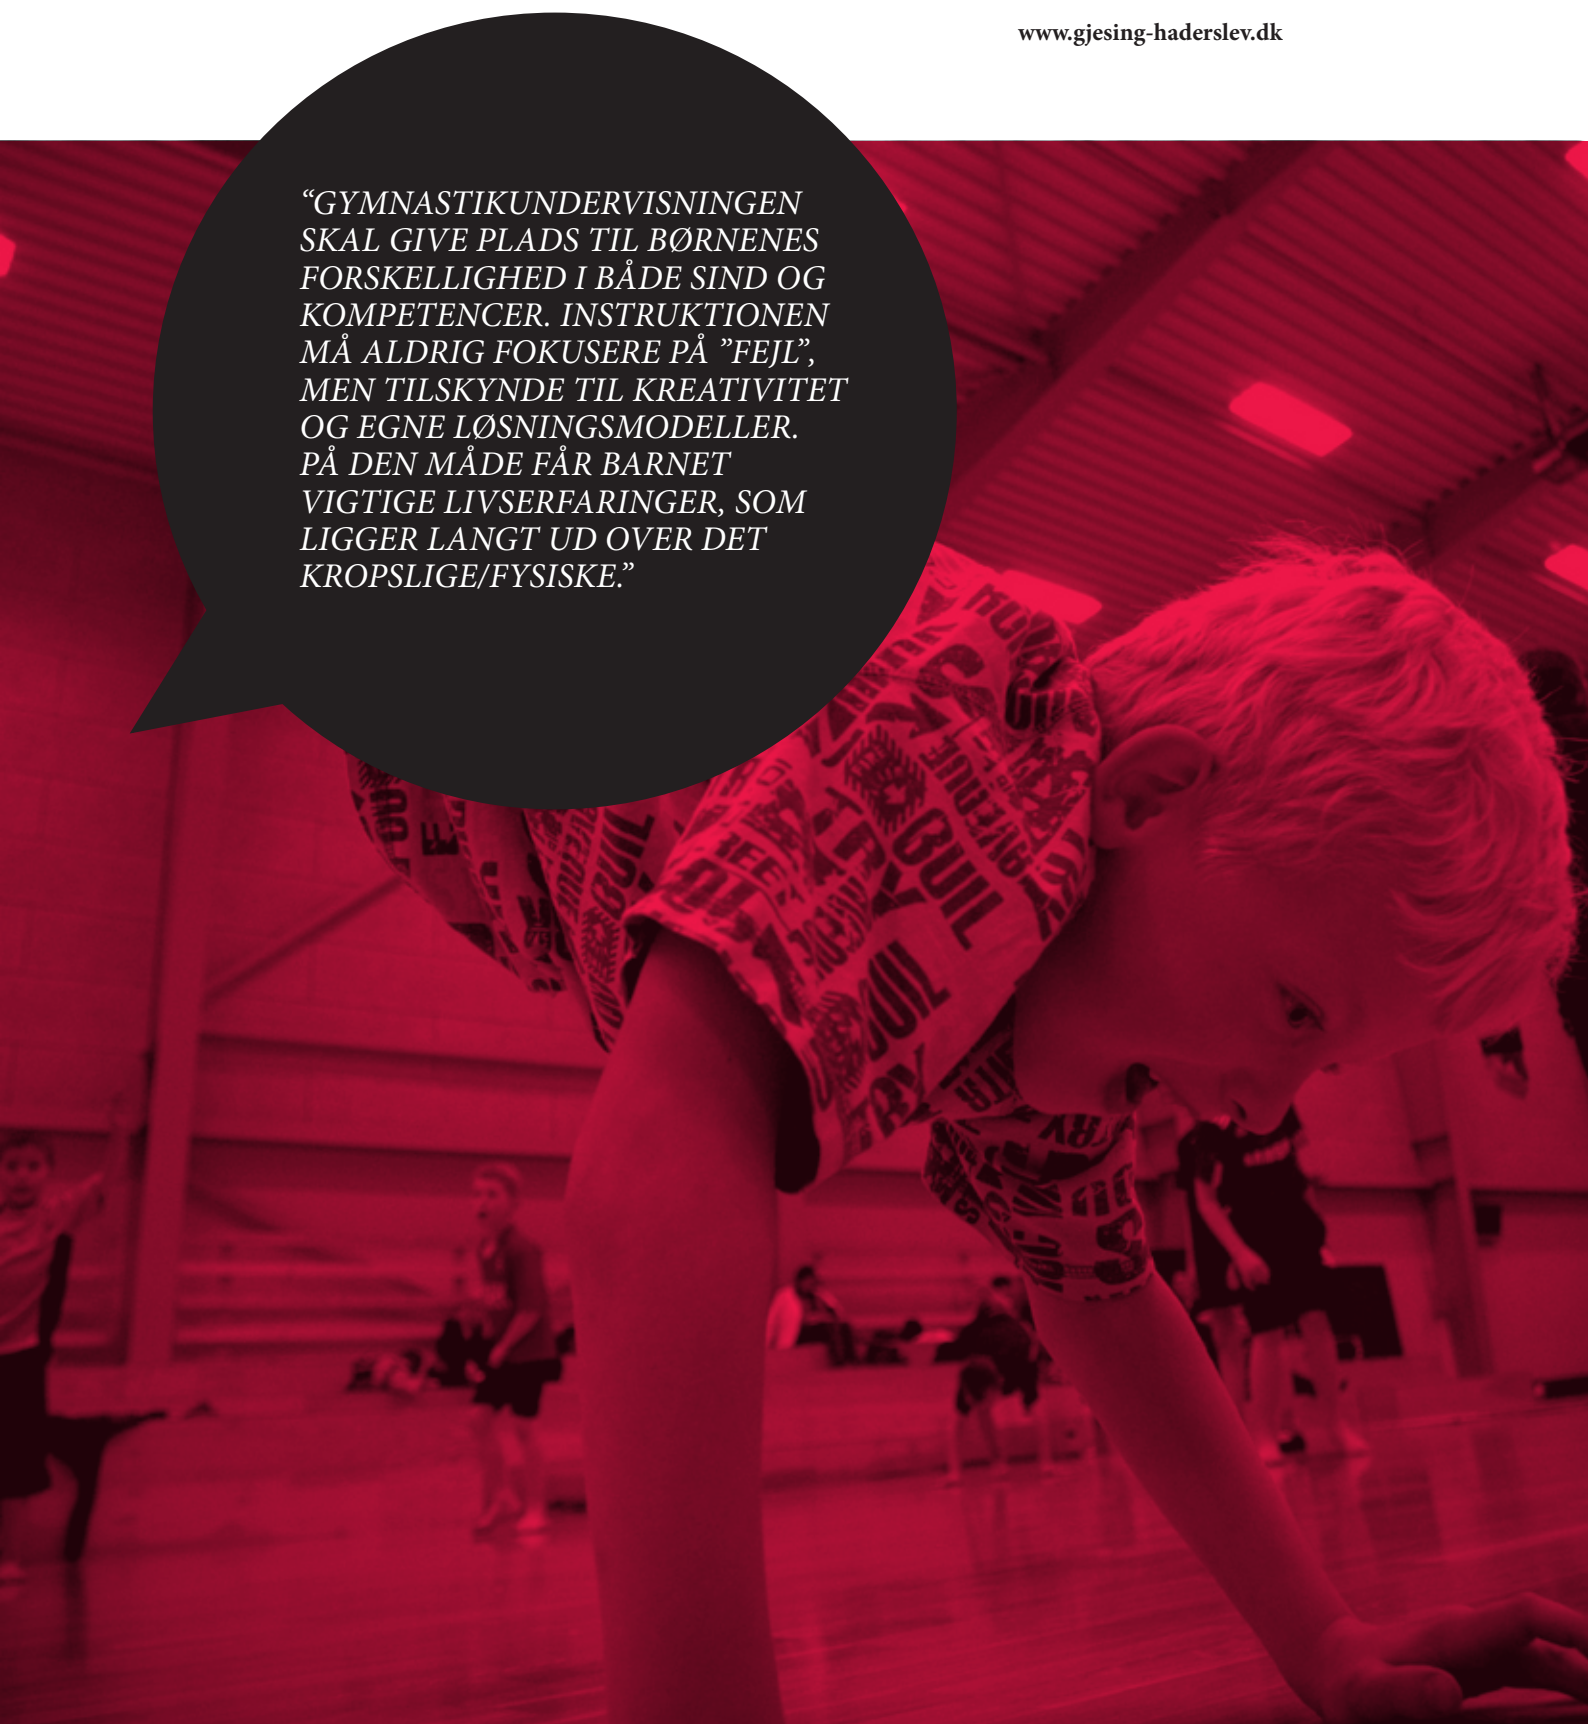 www.gjesing-haderslev.dk
“GYMNASTIKUNDERVISNINGEN
SKAL GIVE PLADS TIL BØRNENES
FORSKELLIGHED I BÅDE SIND OG
KOMPETENCER. INSTRUKTIONEN
MÅ ALDRIG FOKUSERE PÅ ”FEJL”,
MEN TILSKYNDE TIL KREATIVITET
OG EGNE LØSNINGSMODELLER.
PÅ DEN MÅDE FÅR BARNET
VIGTIGE LIVSERFARINGER, SOM
LIGGER LANGT UD OVER DET
KROPSLIGE/FYSISKE.”